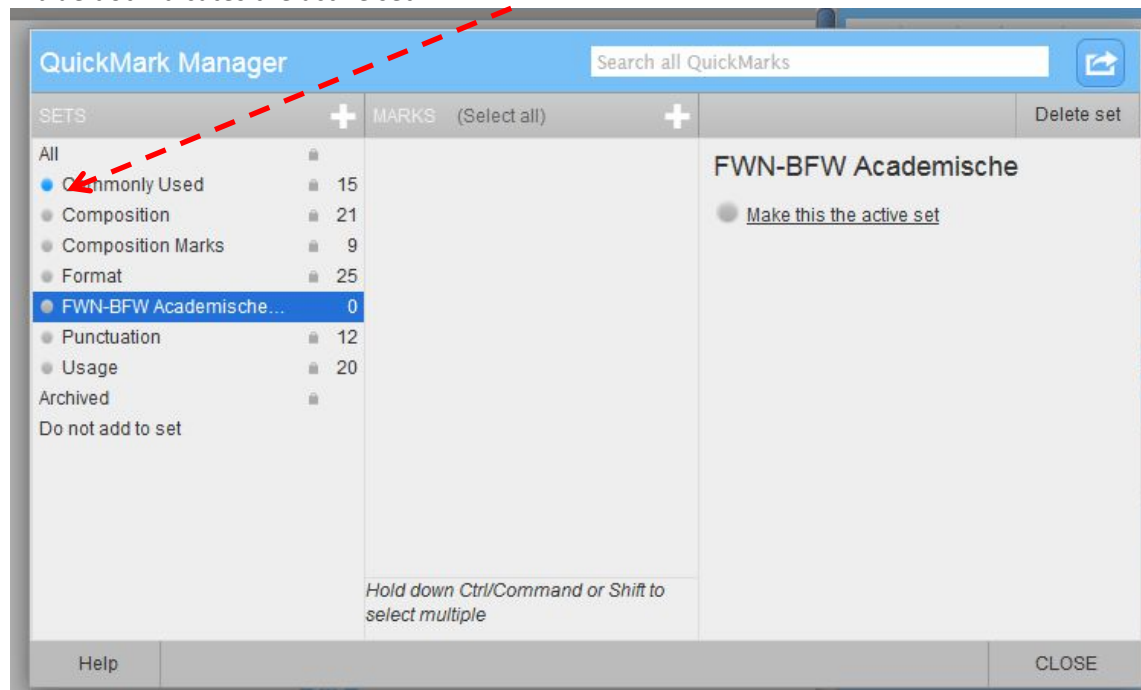 QuickMark Manager
Search all QuickMarks
SETS
MARKS (Select all)
Delete set
All
Commonly Used 15
Composition 21
Composition Marks 9
Format 25
FWN-BFW Academische... 0
Punctuation 12
Usage 20
Archived
Do not add to set
Hold down Ctrl/Command or Shift to
select multiple
FWN-BFW Academische
Make this the active set
Help
CLOSE